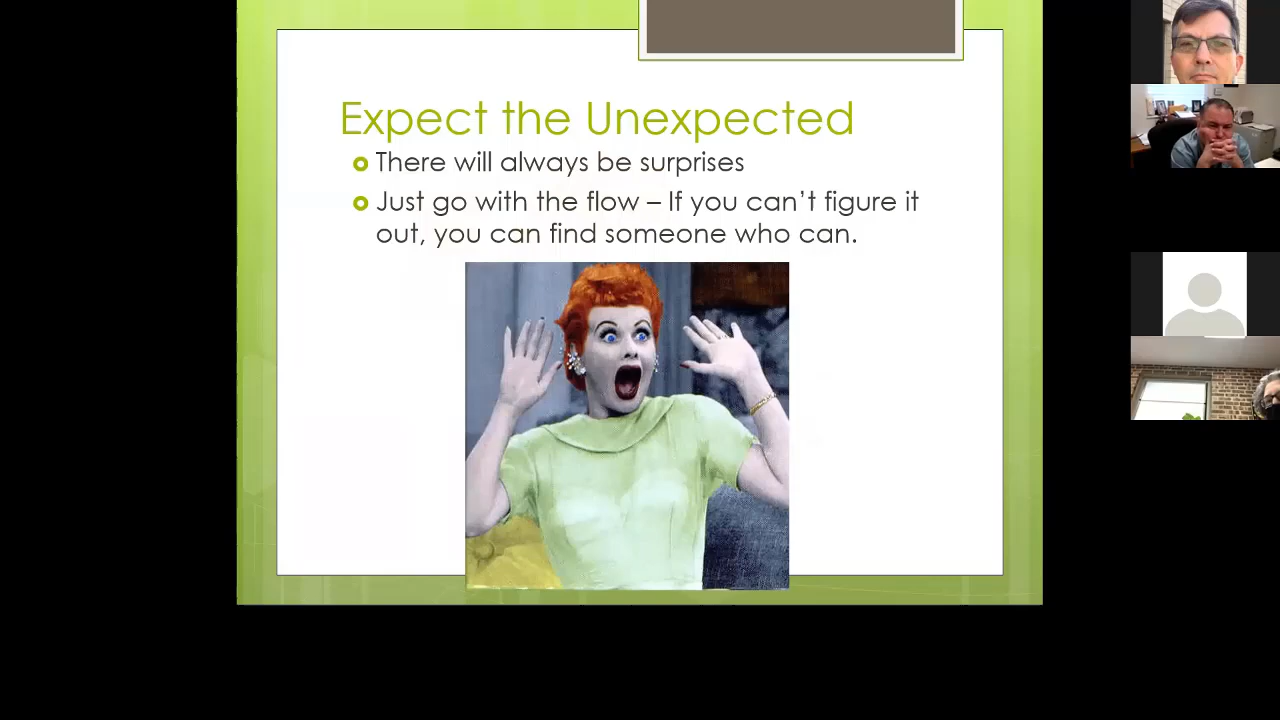 Expect the Unexpected
There will always be surprises
Just go with the flow – If you can’t figure it
out, you can find someone who can.